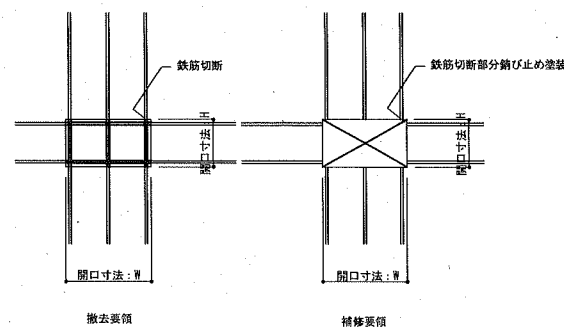 鉄筋切断
開口寸法 H
開口寸法:W
撤去要領
鉄筋切断部分錆び止め塗装
開口寸法 H
開口寸法:W
補修要領